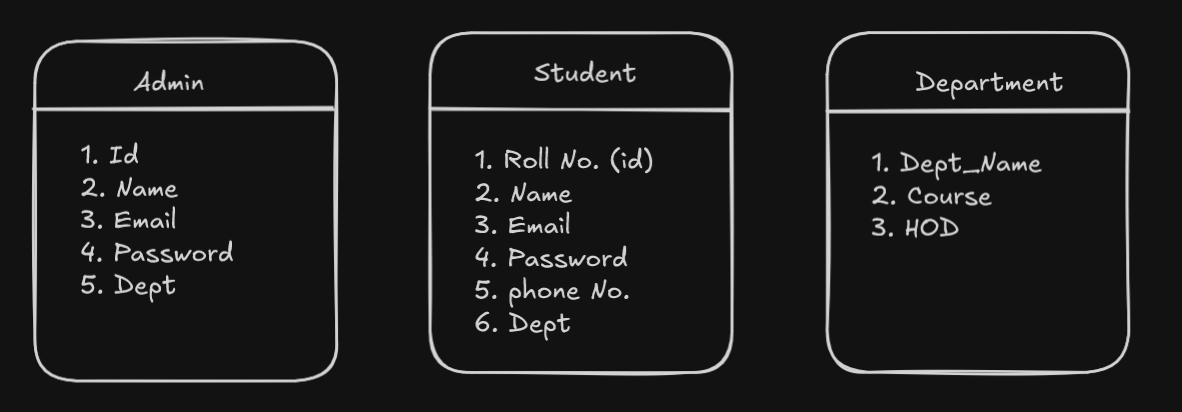 Admin
1. Id
2. Name
3. Email
4. Password
5. Dept
Student
1. Roll No. (id)
2. Name
3. Email
4. Password
5. phone No.
6. Dept
Department
1. Dept_Name
2. Course
3. HOD